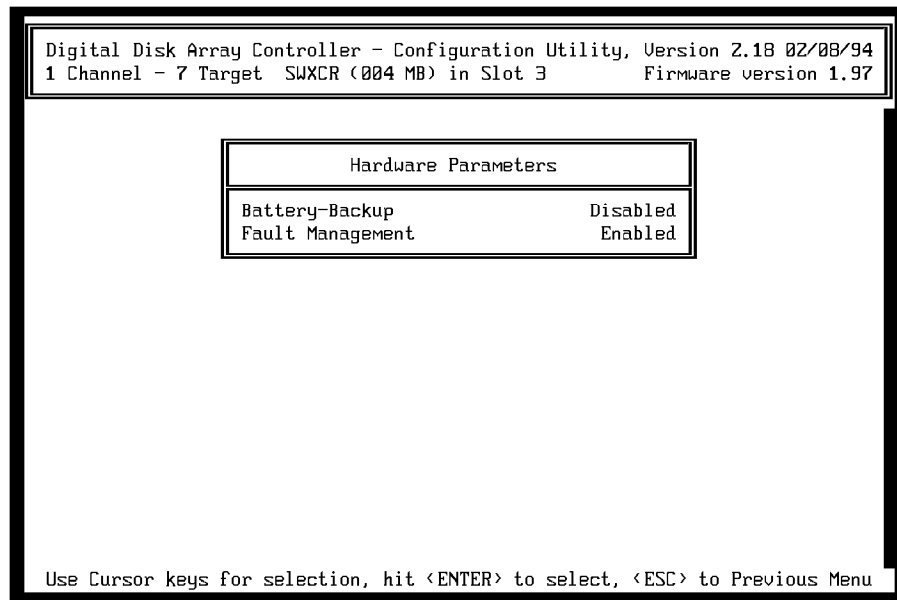 Digital Disk Array Controller - Configuration Utility, Version 2.18 02/08/94
1 Channel - 7 Target SWXCR (004 MB) in Slot 3 Firmware version 1.97
Hardware Parameters
Battery-Backup Disabled
Fault Management Enabled
Use Cursor keys for selection, hit <ENTER> to select, <ESC> to Previous Menu